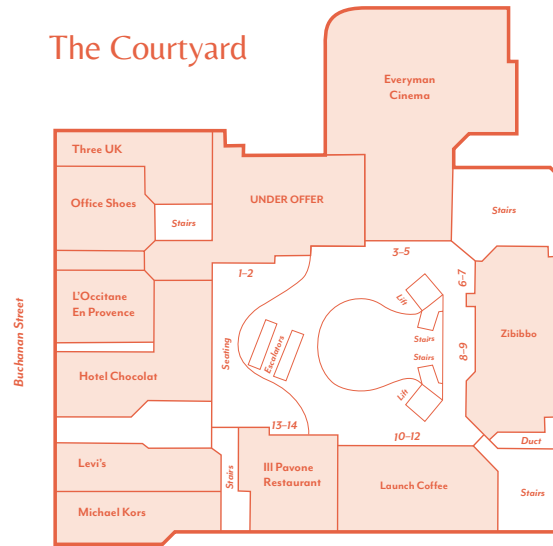 The Courtyard
Everyman
Cinema
Three UK
Office Shoes
Stairs
UNDER OFFER
Stairs
1–2
3–5
6–7
L'Occitane
En Provence
Lift
Stairs
Zibibbo
Buchanan Street
Seating
Escalators
Stairs
8–9
Hotel Chocolat
Lift
13–14
10–12
Duct
Levi's
Stairs
III Pavone
Restaurant
Launch Coffee
Stairs
Michael Kors